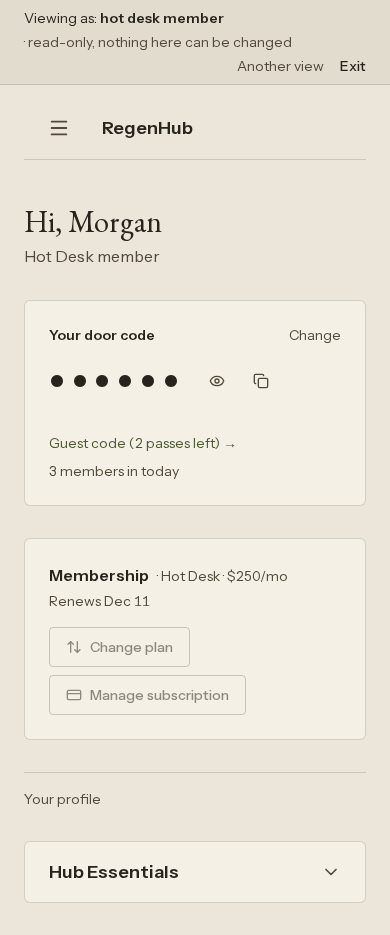 Viewing as: hot desk member
· read-only, nothing here can be changed
Another view Exit
RegenHub
Hi, Morgan
Hot Desk member
Your door code Change
Guest code (2 passes left) →
3 members in today
Membership · Hot Desk · $250/mo
Renews Dec 11
Change plan
Manage subscription
Your profile
Hub Essentials